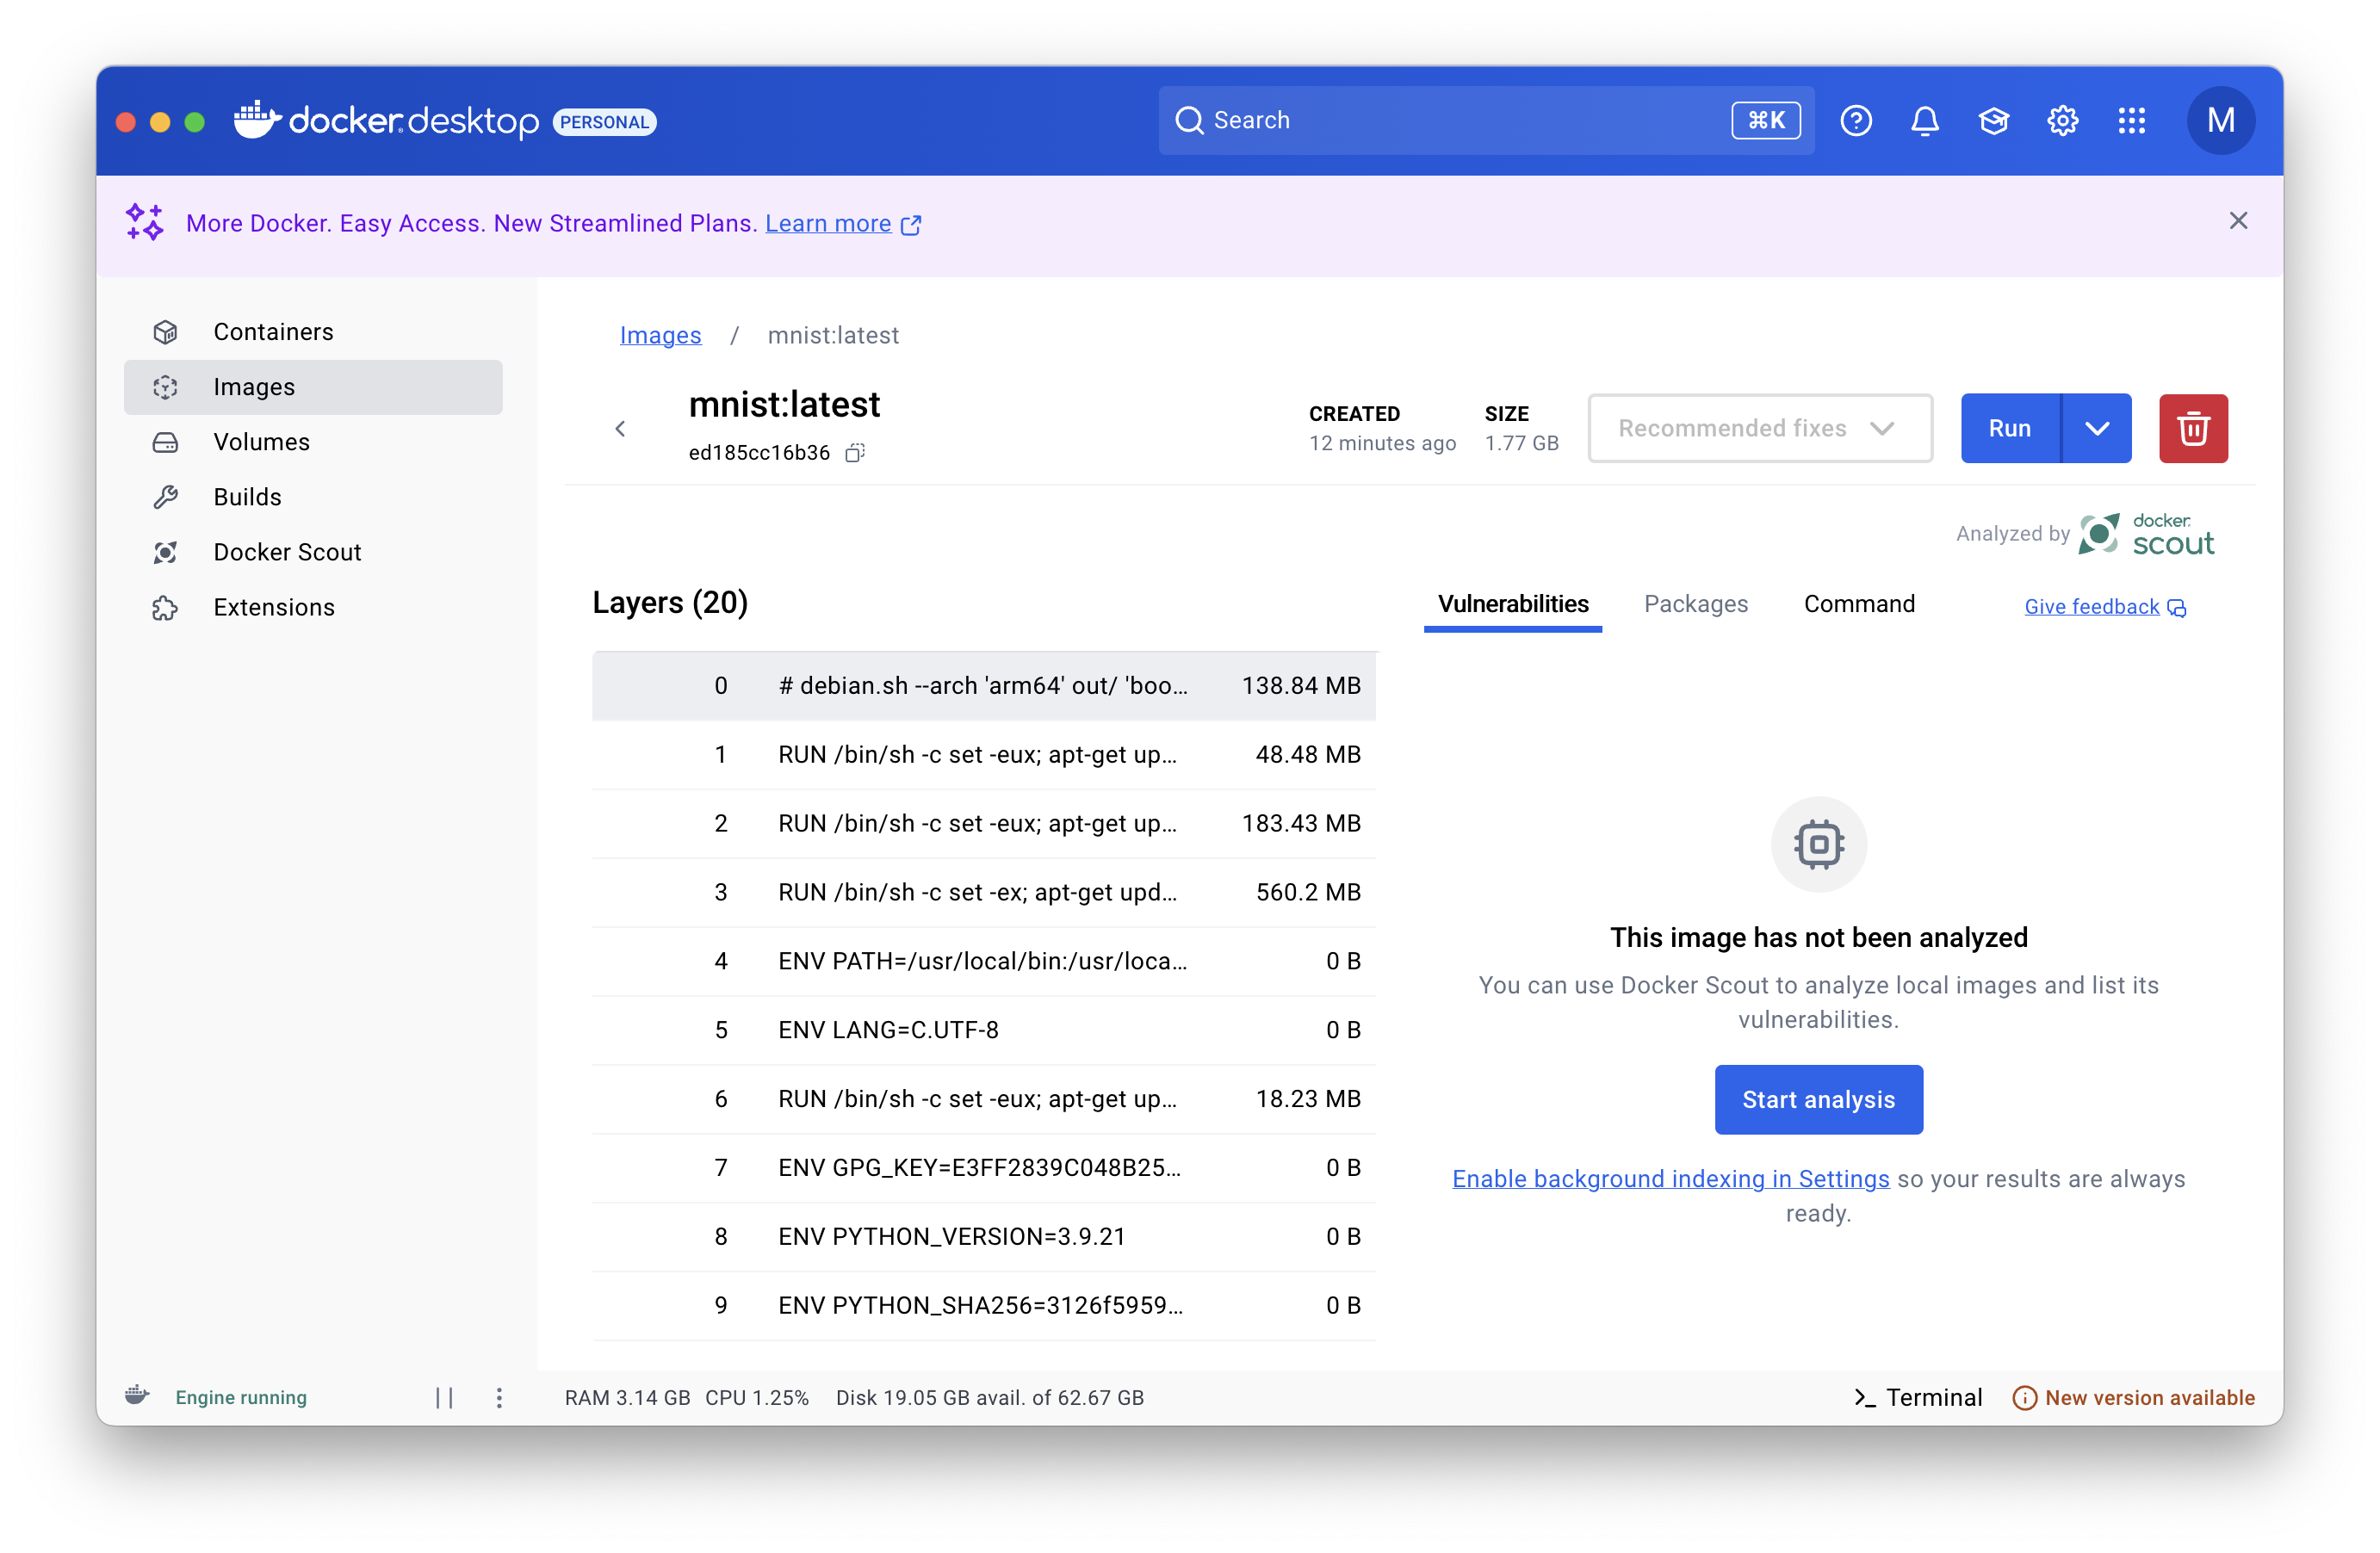 docker desktop PERSONAL
Search ⌘K
M
More Docker. Easy Access. New Streamlined Plans. Learn more
Containers
Images
Volumes
Builds
Docker Scout
Extensions
Images / mnist:latest
mnist:latest
ed185cc16b36
CREATED
12 minutes ago
SIZE
1.77 GB
Recommended fixes
Run
Analyzed by docker scout
Layers (20)
0 # debian.sh --arch 'arm64' out/ 'boo... 138.84 MB
1 RUN /bin/sh -c set -eux; apt-get up... 48.48 MB
2 RUN /bin/sh -c set -eux; apt-get up... 183.43 MB
3 RUN /bin/sh -c set -ex; apt-get upd... 560.2 MB
4 ENV PATH=/usr/local/bin:/usr/loca... 0 B
5 ENV LANG=C.UTF-8 0 B
6 RUN /bin/sh -c set -eux; apt-get up... 18.23 MB
7 ENV GPG_KEY=E3FF2839C048B25... 0 B
8 ENV PYTHON_VERSION=3.9.21 0 B
9 ENV PYTHON_SHA256=3126f5959... 0 B
Vulnerabilities Packages Command Give feedback
This image has not been analyzed
You can use Docker Scout to analyze local images and list its
vulnerabilities.
Start analysis
Enable background indexing in Settings so your results are always
ready.
Engine running
RAM 3.14 GB CPU 1.25% Disk 19.05 GB avail. of 62.67 GB
>_ Terminal
New version available